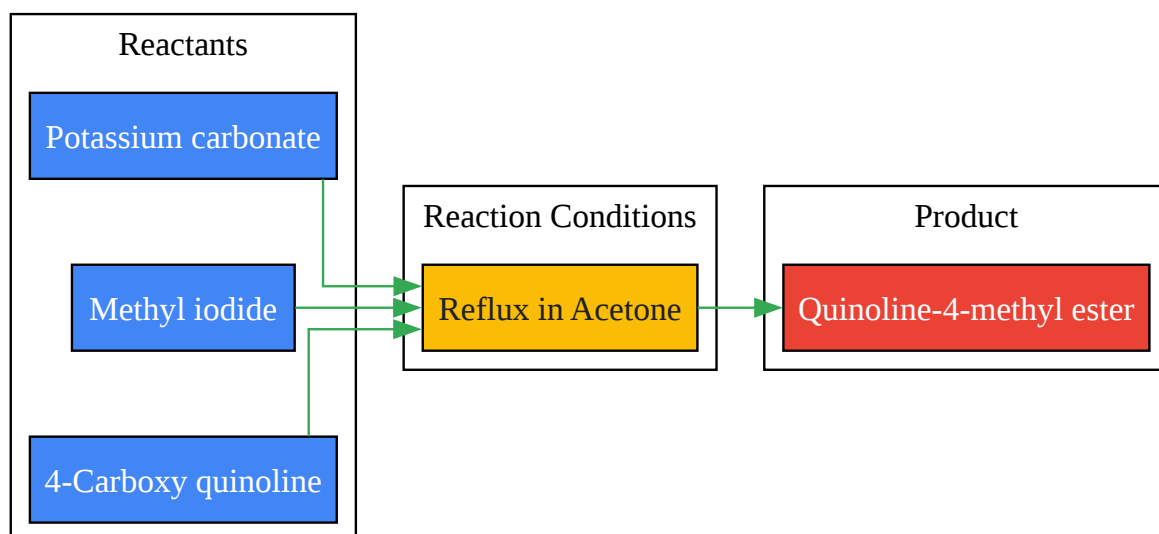 Reactants
Potassium carbonate
Methyl iodide
4-Carboxy quinoline
Reaction Conditions
Reflux in Acetone
Product
Quinoline-4-methyl ester